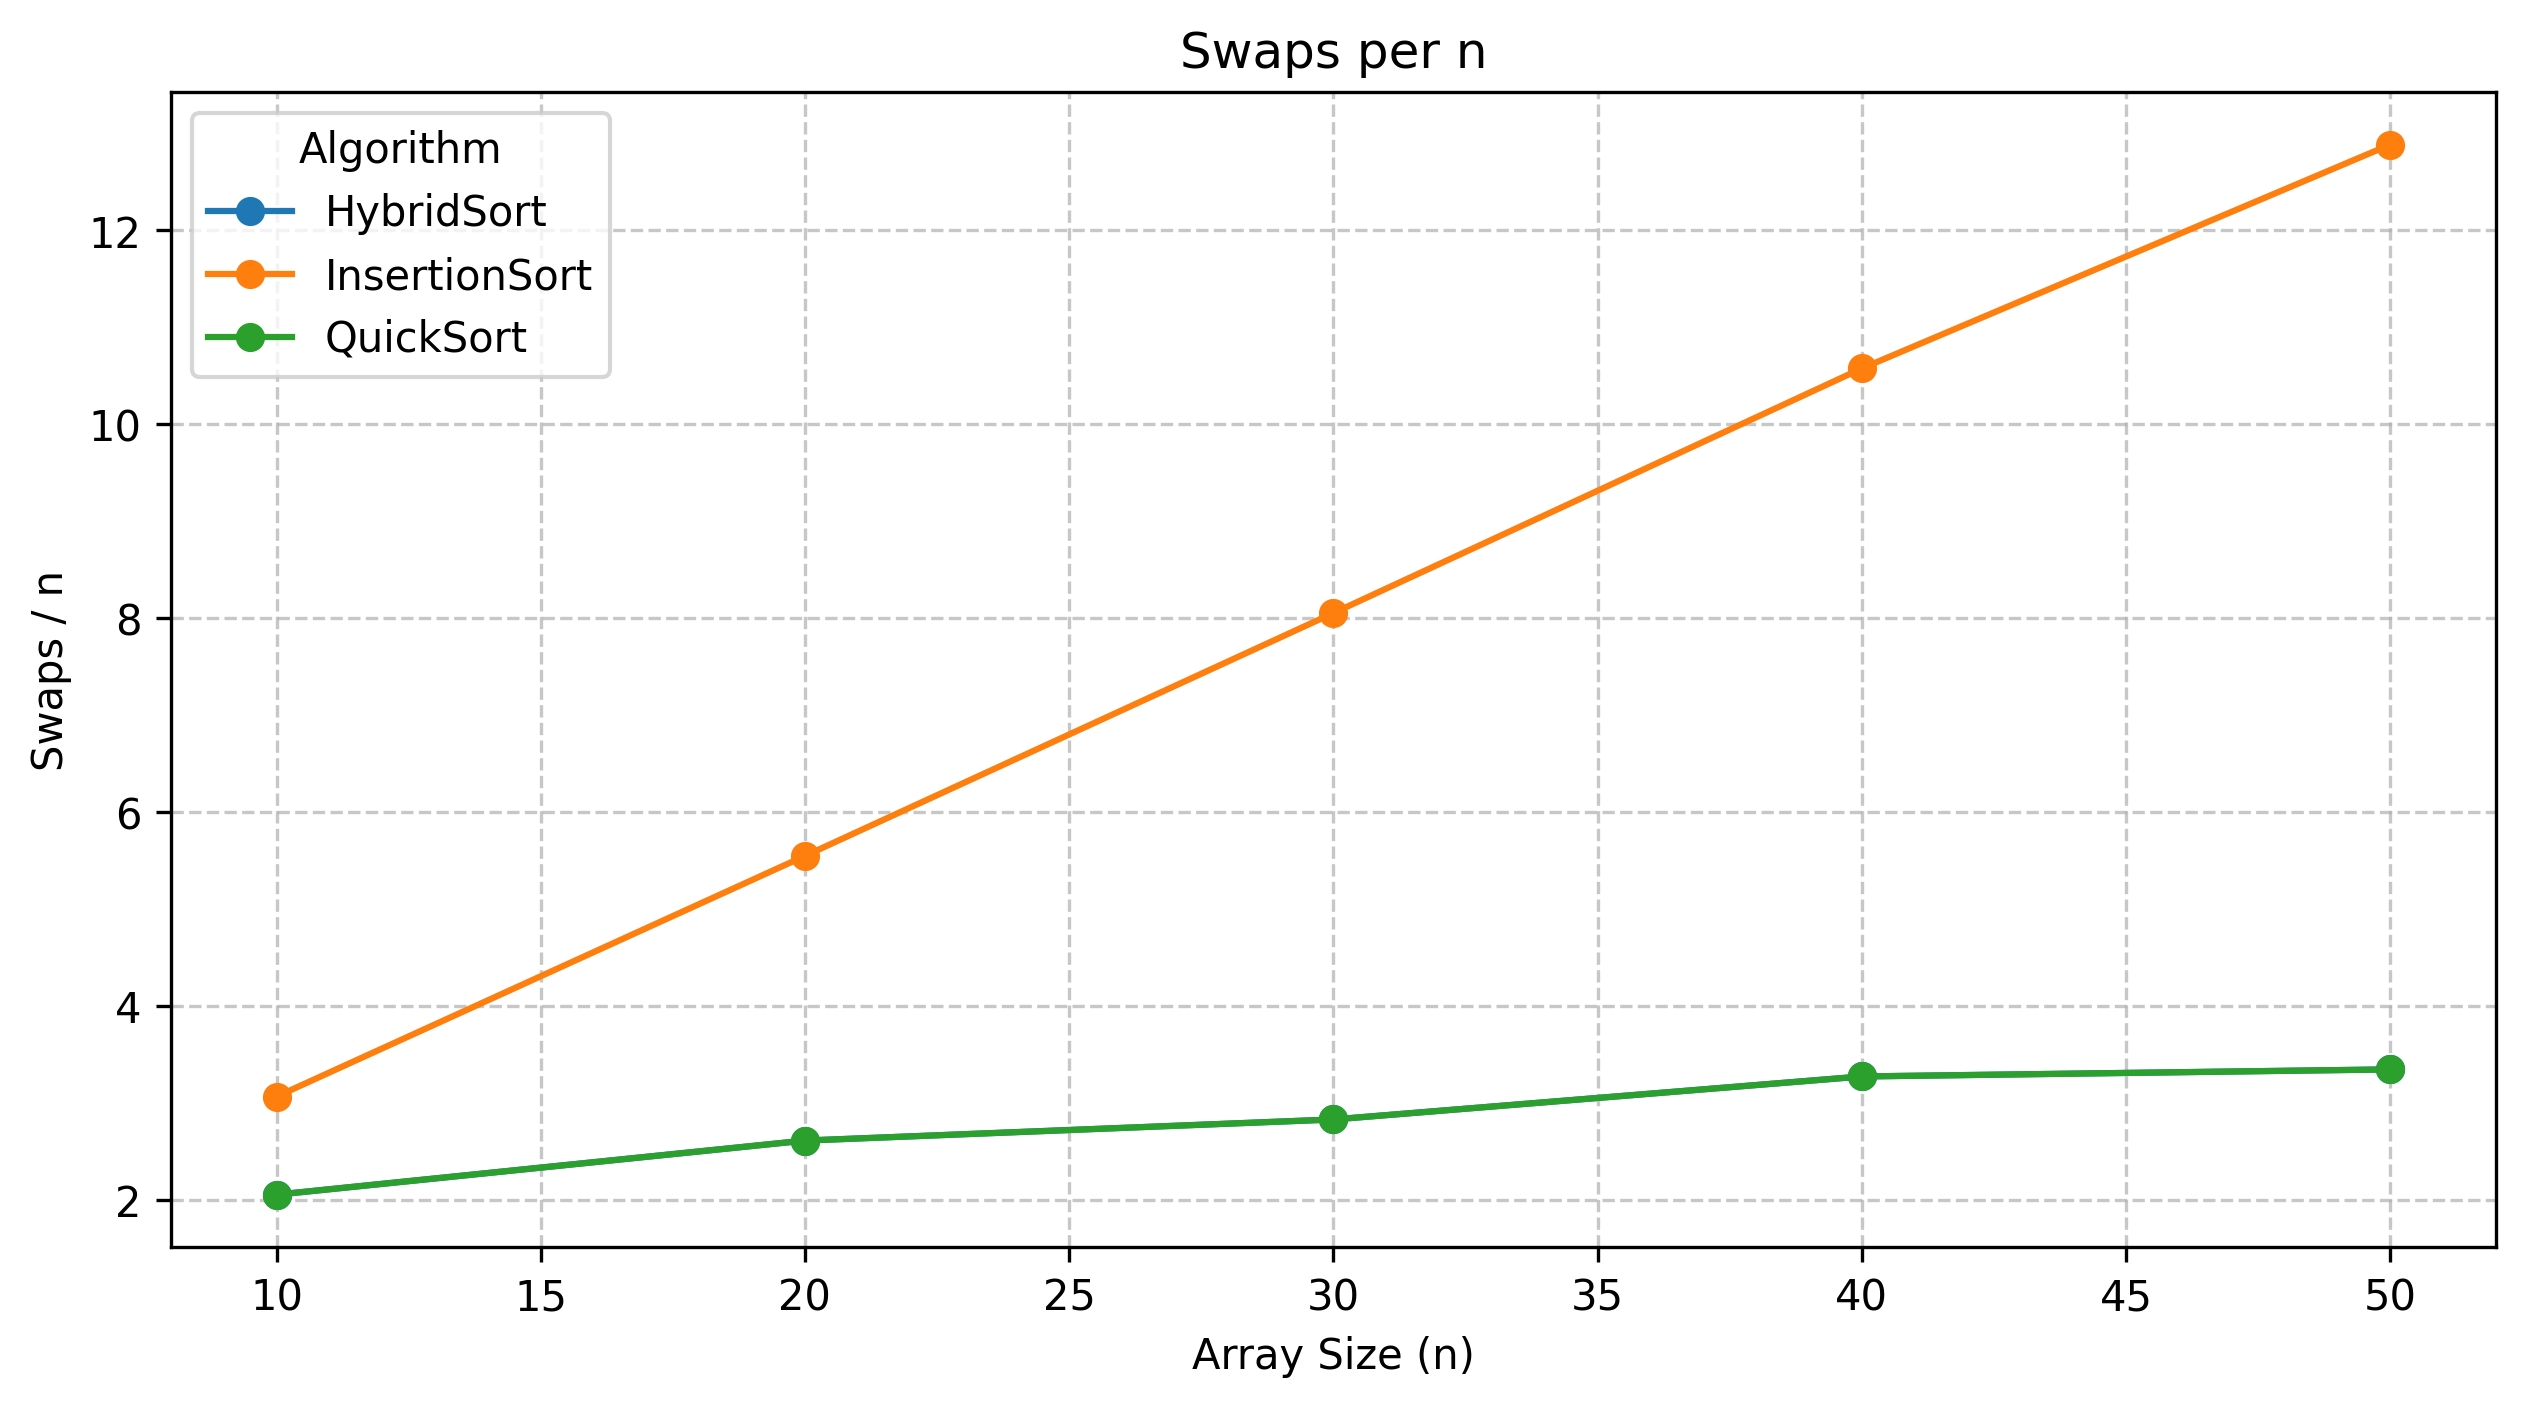 Swaps per n
Algorithm
HybridSort
InsertionSort
QuickSort
Swaps / n
12
10
8
6
4
2
10 15 20 25 30 35 40 45 50
Array Size (n)